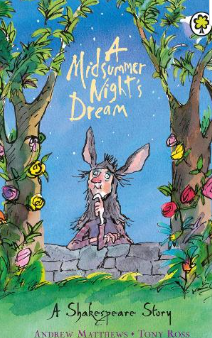 A
Midsummer
Night's
Dream
A Shakespeare Story
ANDREW MATTHEWS • TONY ROSS